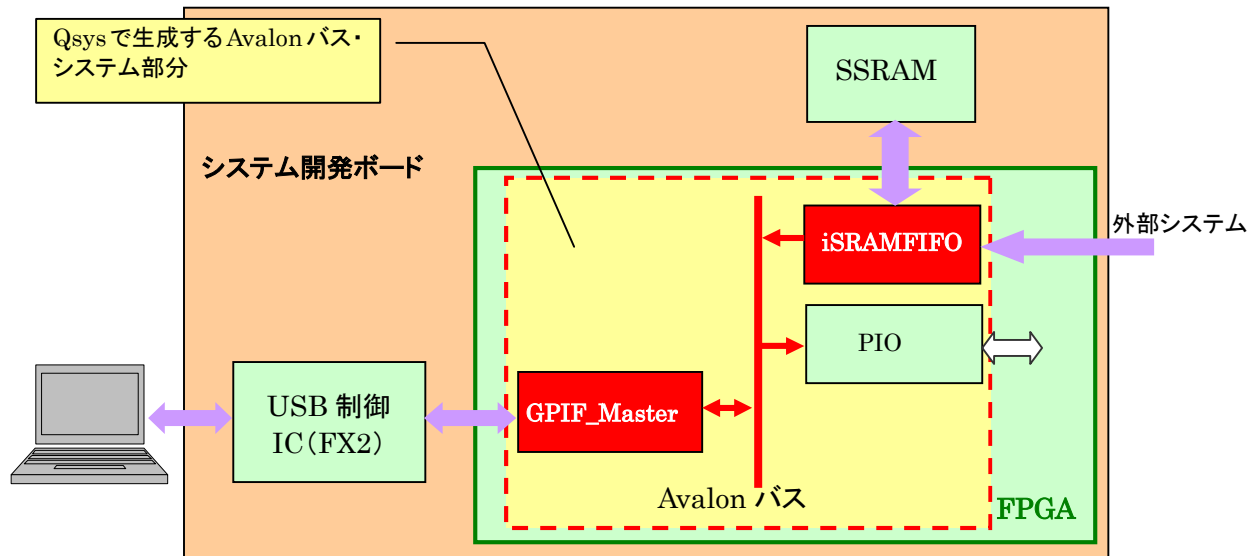 Qsysで生成するAvalonバス・
システム部分
SSRAM
システム開発ボード
外部システム
iSRAMFIFO
PIO
USB 制御
IC(FX2)
GPIF_Master
Avalon バス
FPGA